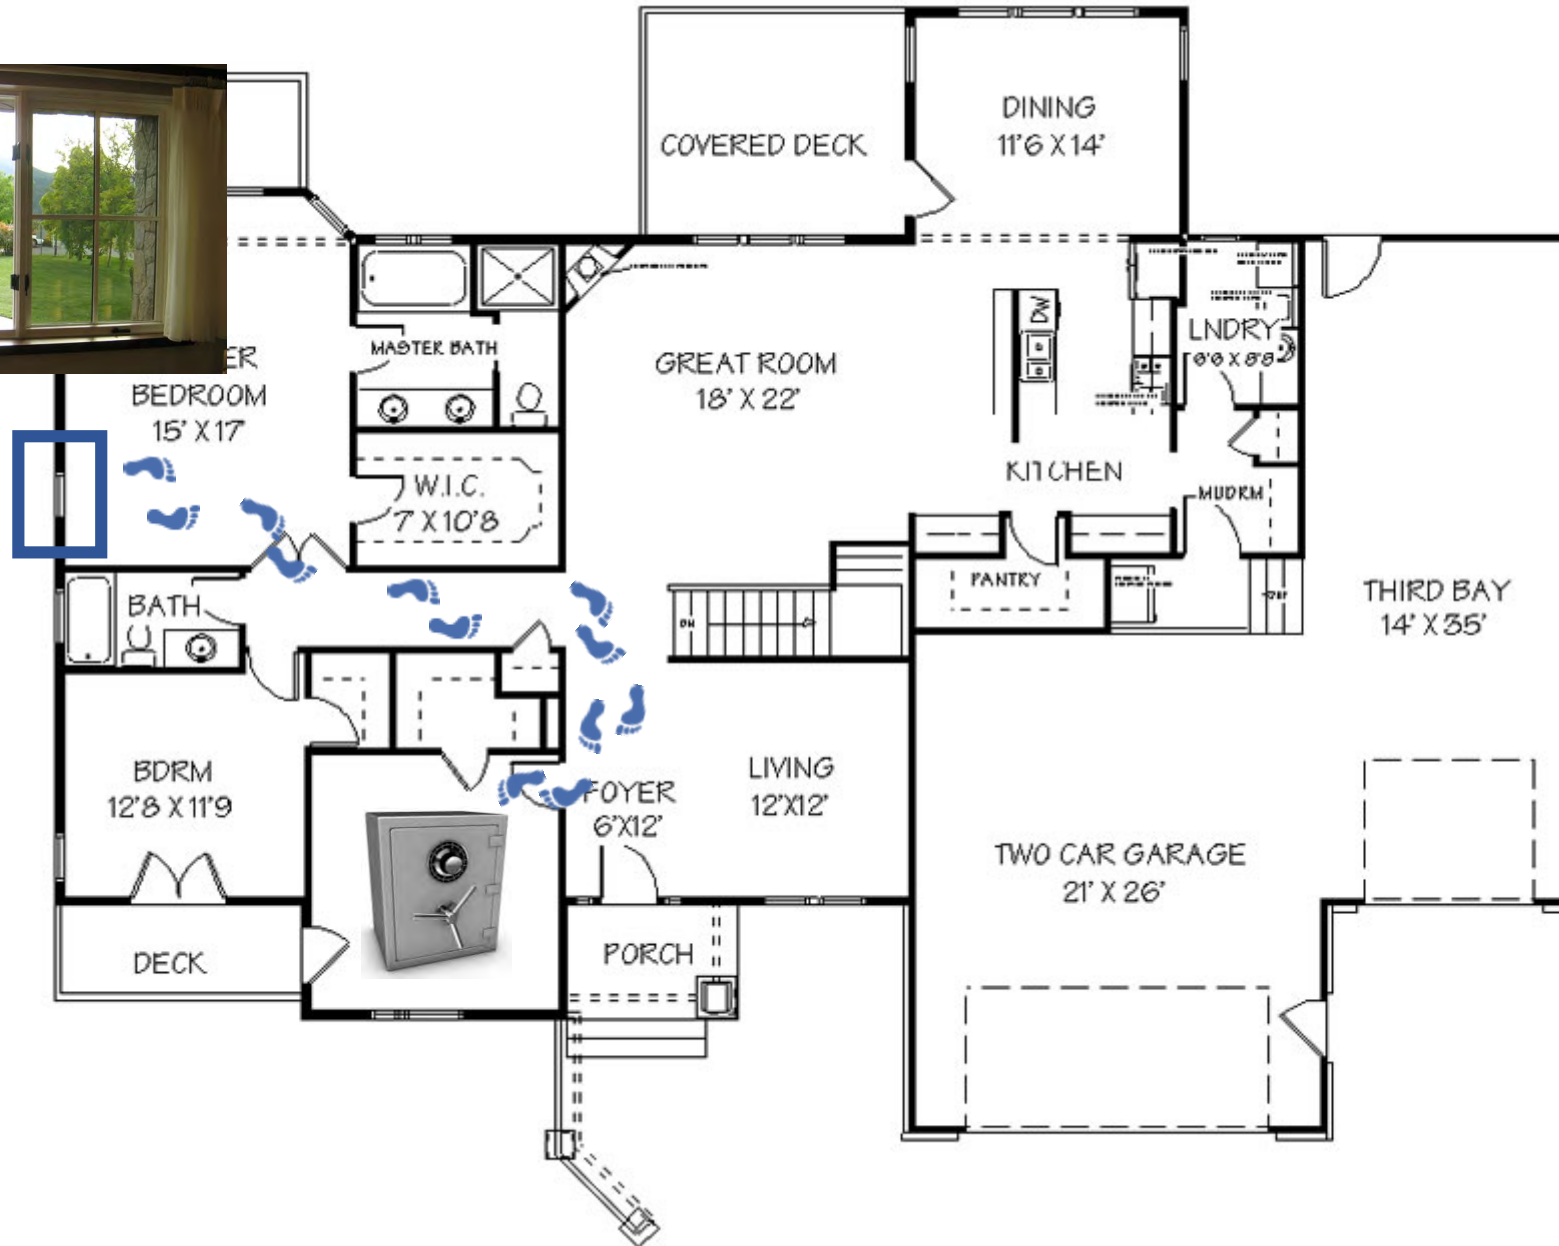 COVERED DECK
DINING
11'6 X 14'
ER
BEDROOM
15' X 17'
MASTER BATH
GREAT ROOM
18' X 22'
DW
LNDRY
W.I.C.
7' X 10'8
KITCHEN
MUDRM
PANTRY
BATH
DN
THIRD BAY
14' X 35'
BDRM
12'8 X 11'9
FOYER
6'X12'
LIVING
12'X12'
TWO CAR GARAGE
21' X 26'
DECK
PORCH